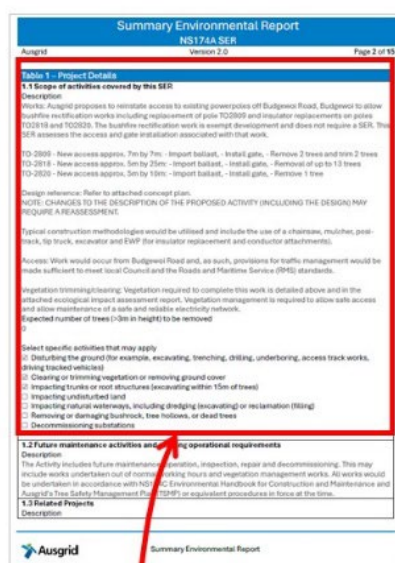 Summary Environmental Report
NS174A SER
Ausgrid Version 2.0 Page 2 of 15
Table 1 – Project Details
1.1 Scope of activities covered by this SER
Description
Works: Ausgrid proposes to reinstate access to existing powerpoles off Budgewoi Road, Budgewoi to allow
bushfire rectification works including replacement of pole TO2809 and insulator replacements on poles
TO2819 and TO2820. The bushfire rectification work is exempt development and does not require a SER. This
SER assesses the access and gate installation associated with that work.
TO-2809 - New access approx. 7m by 7m: - Import ballast, - Install gate, - Remove 2 trees and trim 2 trees
TO-2818 - New access approx. 5m by 25m: - Import ballast, - Install gate, - Removal of up to 13 trees
TO-2820 - New access approx. 5m by 10m: - Import ballast, - Remove 1 tree
Design reference: Refer to attached concept plan.
NOTE: CHANGES TO THE DESCRIPTION OF THE PROPOSED ACTIVITY (INCLUDING THE DESIGN) MAY
REQUIRE A REASSESSMENT.
Typical construction methodologies would be utilised and include the use of a chainsaw, mulcher, posi-
track, tip truck, excavator and EWP (for insulator replacement and conductor attachments).
Access: Work would occur from Budgewoi Road and, as such, provisions for traffic management would be
made sufficient to meet local Council and the Roads and Maritime Service (RMS) standards.
Vegetation trimming/clearing: Vegetation required to complete this work is detailed above and in the
attached ecological impact assessment report. Vegetation management is required to allow safe access
and allow maintenance of a safe and reliable electricity network.
Expected number of trees (>3m in height) to be removed
0
Select specific activities that may apply
☑ Disturbing the ground (for example, excavating, trenching, drilling, underboring, access track works,
driving tracked vehicles)
☑ Clearing or trimming vegetation or removing ground cover
☑ Impacting trunks or root structures (excavating within 15m of trees)
☐ Impacting undisturbed land
☐ Impacting natural waterways, including dredging (excavating) or reclamation (filling)
☐ Removing or damaging bushrock, tree hollows, or dead trees
☐ Decommissioning substations
1.2 Future maintenance activities and operational requirements
Description
The Activity includes future maintenance, operation, inspection, repair and decommissioning. This may
include works undertaken out of normal working hours and vegetation management works. All works would
be undertaken in accordance with Environmental Handbook for Construction and Maintenance and
Ausgrid's Tree Safety Management Plan (TSMP) or equivalent procedures in force at the time.
1.3 Related Projects
Description
Ausgrid Summary Environmental Report